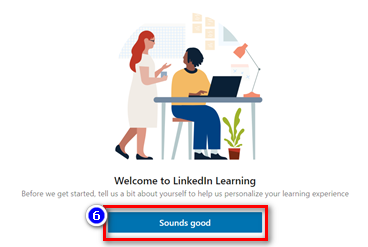 Welcome to LinkedIn Learning
Before we get started, tell us a bit about yourself to help us personalize your learning experience
6
Sounds good